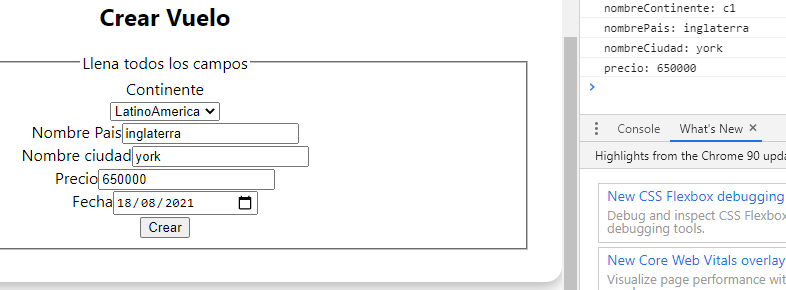 Crear Vuelo
Llena todos los campos
Continente
LatinoAmerica
Nombre Pais inglaterra
Nombre ciudad york
Precio 650000
Fecha 18/08/2021
Crear
nombreContinente: c1
nombrePais: inglaterra
nombreCiudad: york
precio: 650000
>
Console What's New ×
Highlights from the Chrome 90 upda
New CSS Flexbox debugging
Debug and inspect CSS Flexbox
debugging tools.
New Core Web Vitals overlay
Visualize page performance wit